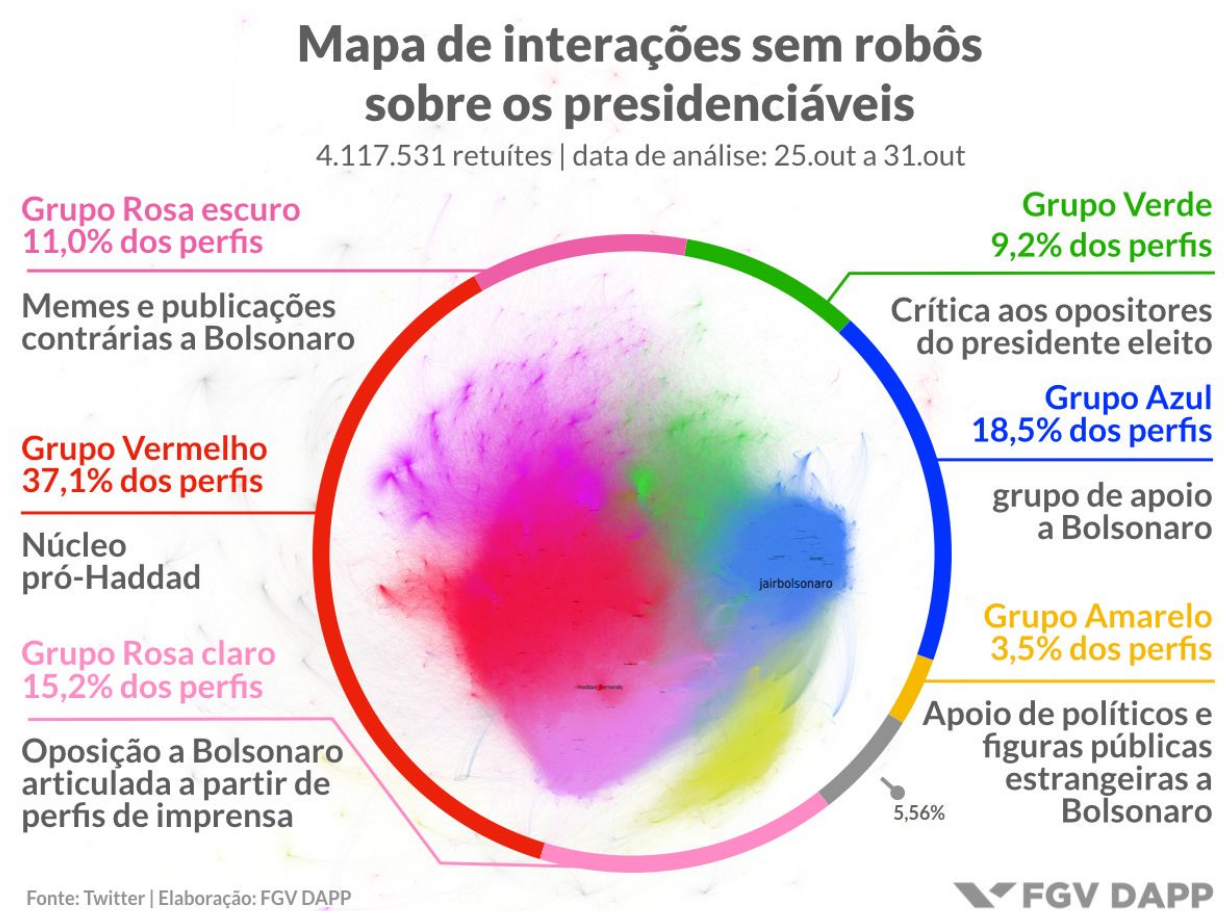 Mapa de interações sem robôs
sobre os presidenciáveis
4.117.531 retuítes | data de análise: 25.out a 31.out
Grupo Rosa escuro
11,0% dos perfis
Memes e publicações
contrárias a Bolsonaro
Grupo Vermelho
37,1% dos perfis
Núcleo
pró-Haddad
Grupo Rosa claro
15,2% dos perfis
Oposição a Bolsonaro
articulada a partir de
perfis de imprensa
Grupo Verde
9,2% dos perfis
Crítica aos opositores
do presidente eleito
Grupo Azul
18,5% dos perfis
grupo de apoio
a Bolsonaro
Grupo Amarelo
3,5% dos perfis
Apoio de políticos e
figuras públicas
estrangeiras a
Bolsonaro
5,56%
jairbolsonaro
Fonte: Twitter | Elaboração: FGV DAPP
FGV DAPP